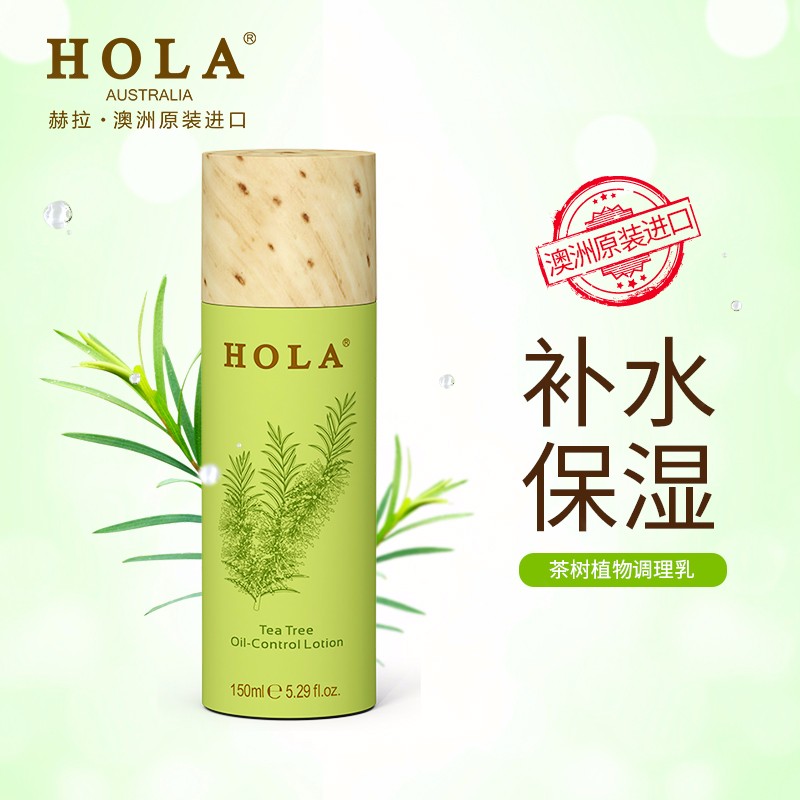 HOLA®
AUSTRALIA
赫拉·澳洲原装进口
澳洲原装进口
补水
保湿
茶树植物调理乳
HOLA®
Tea Tree
Oil-Control Lotion
150ml ℮ 5.29 fl.oz.